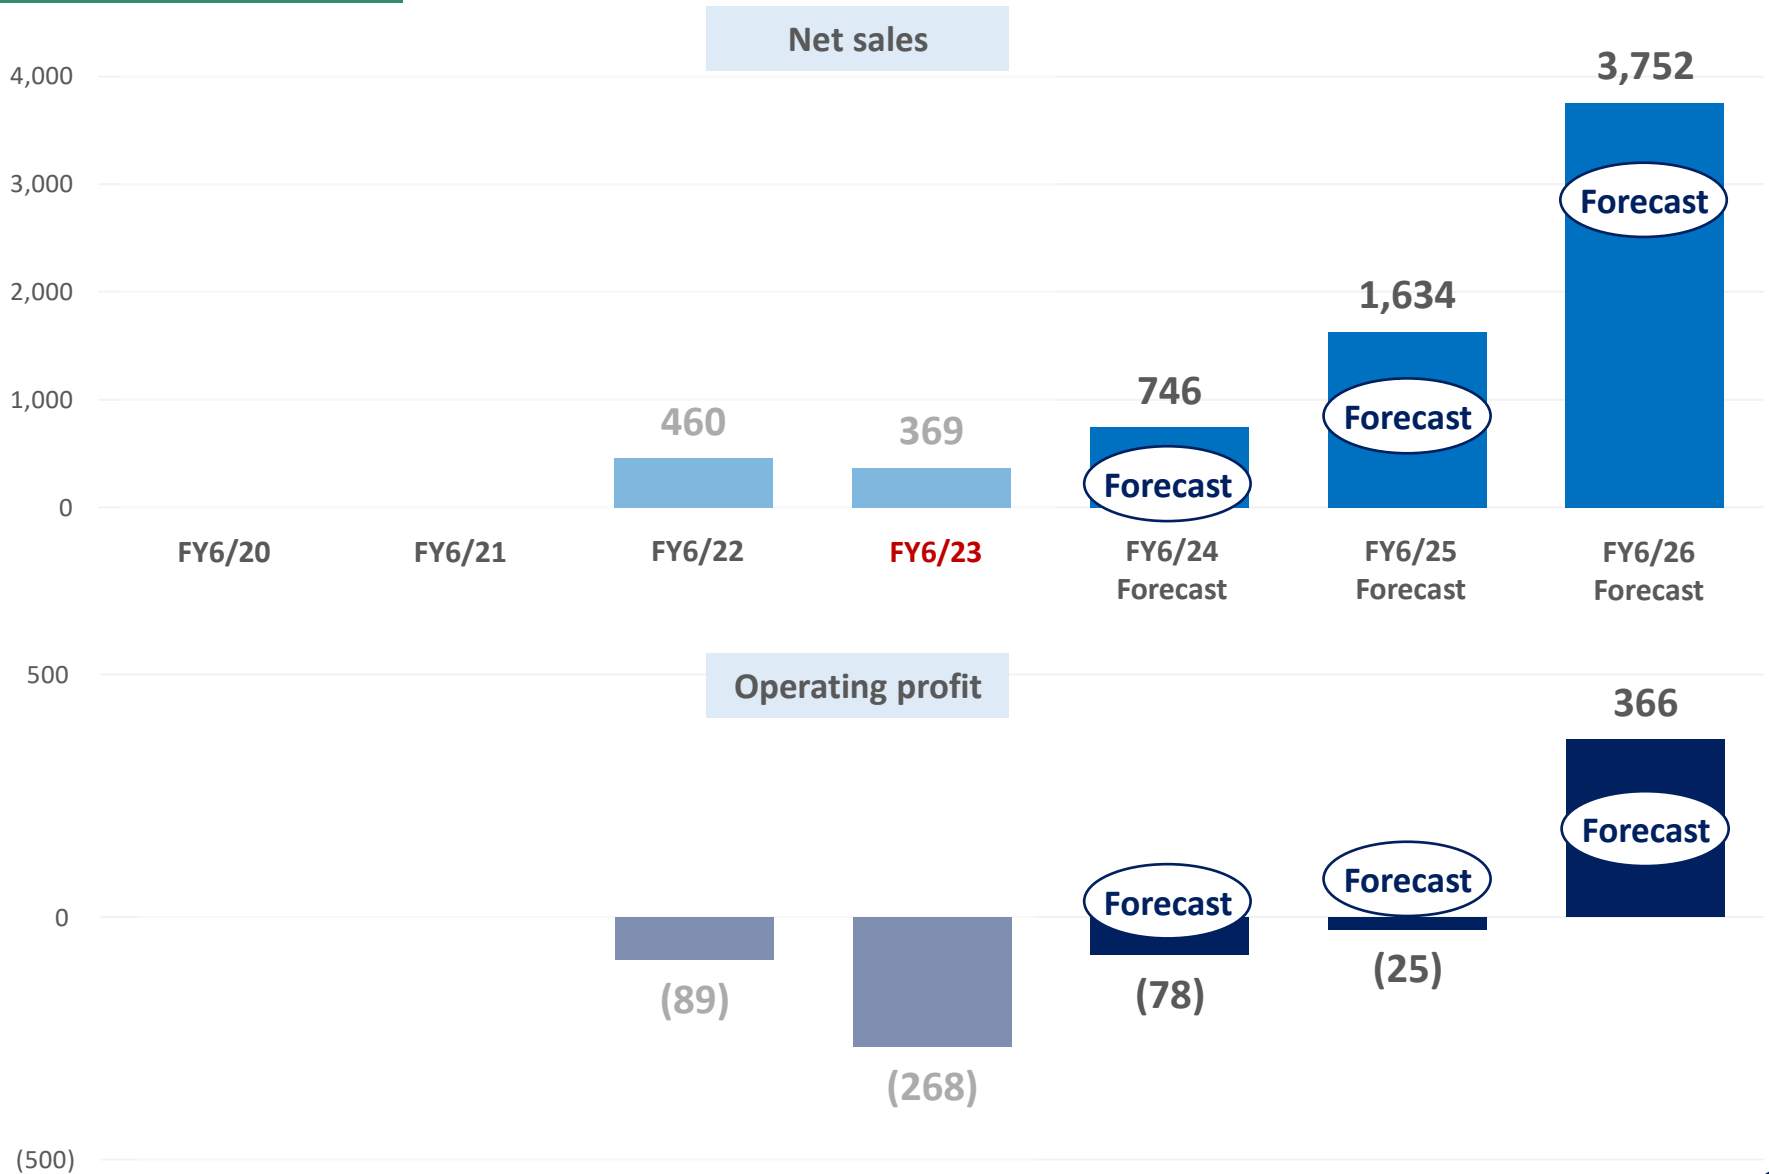 Net sales
4,000
3,752
3,000
Forecast
2,000
1,634
Forecast
1,000
746
460
369
Forecast
0
FY6/20 FY6/21 FY6/22 FY6/23 FY6/24 FY6/25 FY6/26
Forecast Forecast Forecast
Operating profit
500
366
Forecast
Forecast
Forecast
0
(89)
(268)
(78)
(25)
(500)